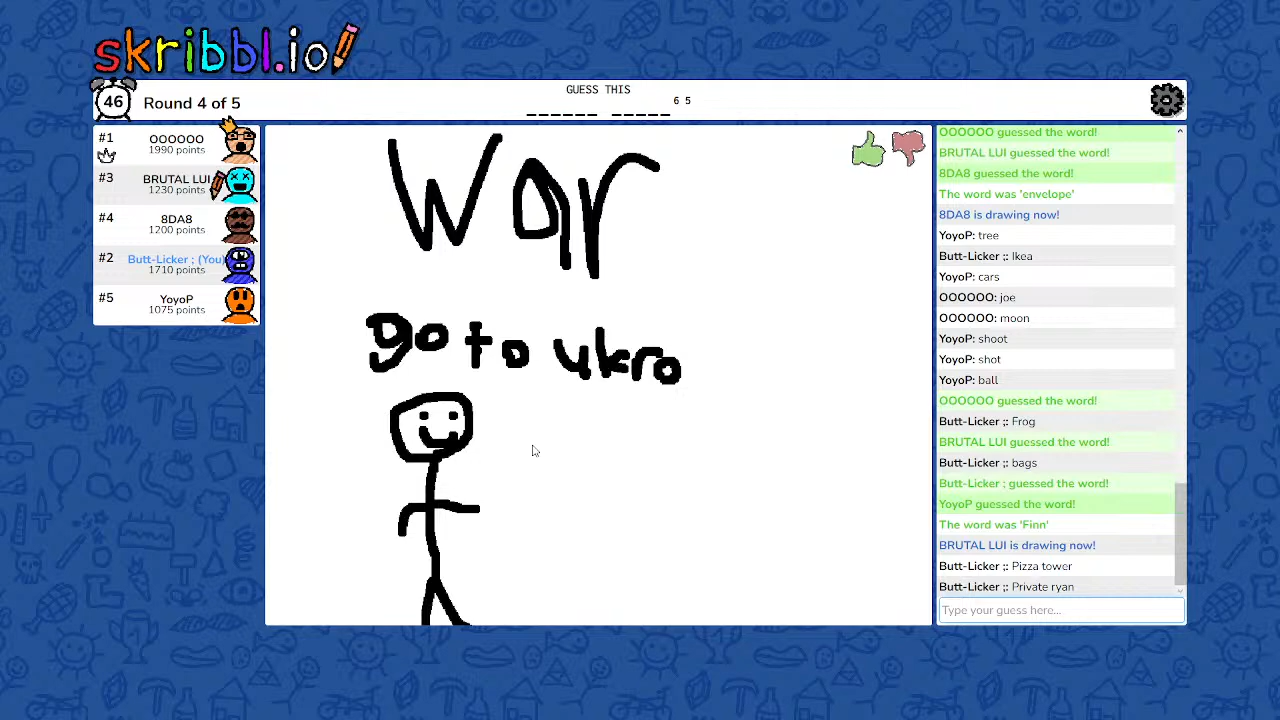 skribbl.io
46
Round 4 of 5
GUESS THIS
______ _____ 6 5
#1 OOOOOO
1990 points
#3 BRUTAL LUI
1230 points
#4 8DA8
1200 points
#2 Butt-Licker ; (You)
1710 points
#5 YoyoP
1075 points
War
go to ukro
OOOOOO guessed the word!
BRUTAL LUI guessed the word!
8DA8 guessed the word!
The word was 'envelope'
8DA8 is drawing now!
YoyoP: tree
Butt-Licker ;: Ikea
YoyoP: cars
OOOOOO: joe
OOOOOO: moon
YoyoP: shoot
YoyoP: shot
YoyoP: ball
OOOOOO guessed the word!
Butt-Licker ;: Frog
BRUTAL LUI guessed the word!
Butt-Licker ;: bags
Butt-Licker ; guessed the word!
YoyoP guessed the word!
The word was 'Finn'
BRUTAL LUI is drawing now!
Butt-Licker ;: Pizza tower
Butt-Licker ;: Private ryan
Type your guess here...